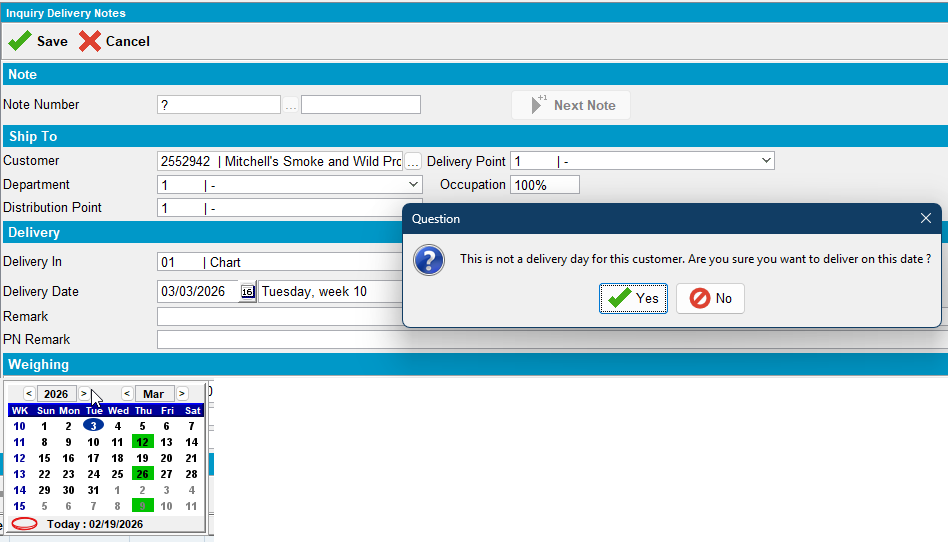 Inquiry Delivery Notes
Save Cancel
Note
Note Number ? ... +1 Next Note
Ship To
Customer 2552942 | Mitchell's Smoke and Wild Pro ... Delivery Point 1 | -
Department 1 | - Occupation 100%
Distribution Point 1 | -
Question
Delivery
This is not a delivery day for this customer. Are you sure you want to deliver on this date ?
Delivery In 01 | Chart
Delivery Date 03/03/2026 16 Tuesday, week 10
Yes No
Remark
PN Remark
Weighing
< 2026 > < Mar > 0
WK Sun Mon Tue Wed Thu Fri Sat
10 1 2 3 4 5 6 7
11 8 9 10 11 12 13 14
12 15 16 17 18 19 20 21
13 22 23 24 25 26 27 28
14 29 30 31 1 2 3 4
15 5 6 7 8 9 10 11
Today : 02/19/2026